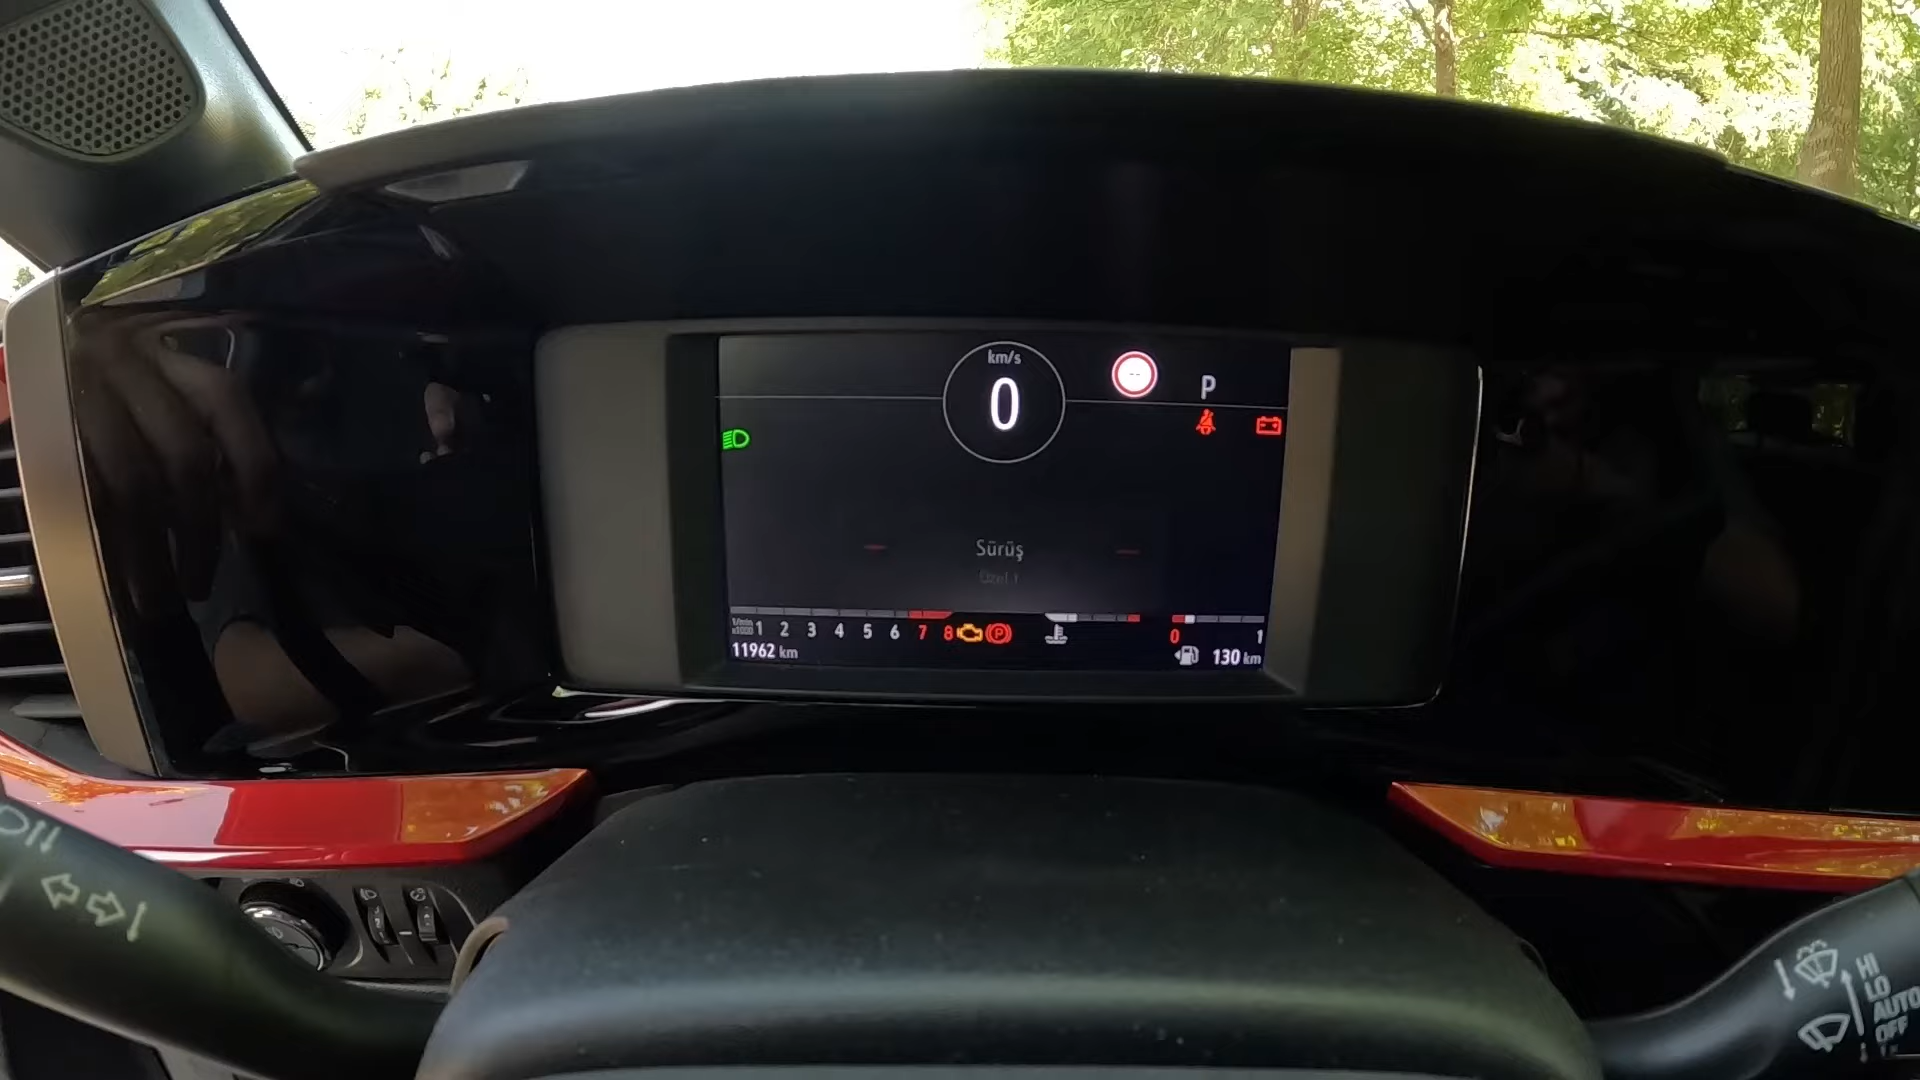 km/s
0
--
P
Sürüş
Özel 1
1/min
x1000
1 2 3 4 5 6 7 8
P
0 1
11962 km
130 km
HI
LO
AUTO
OFF